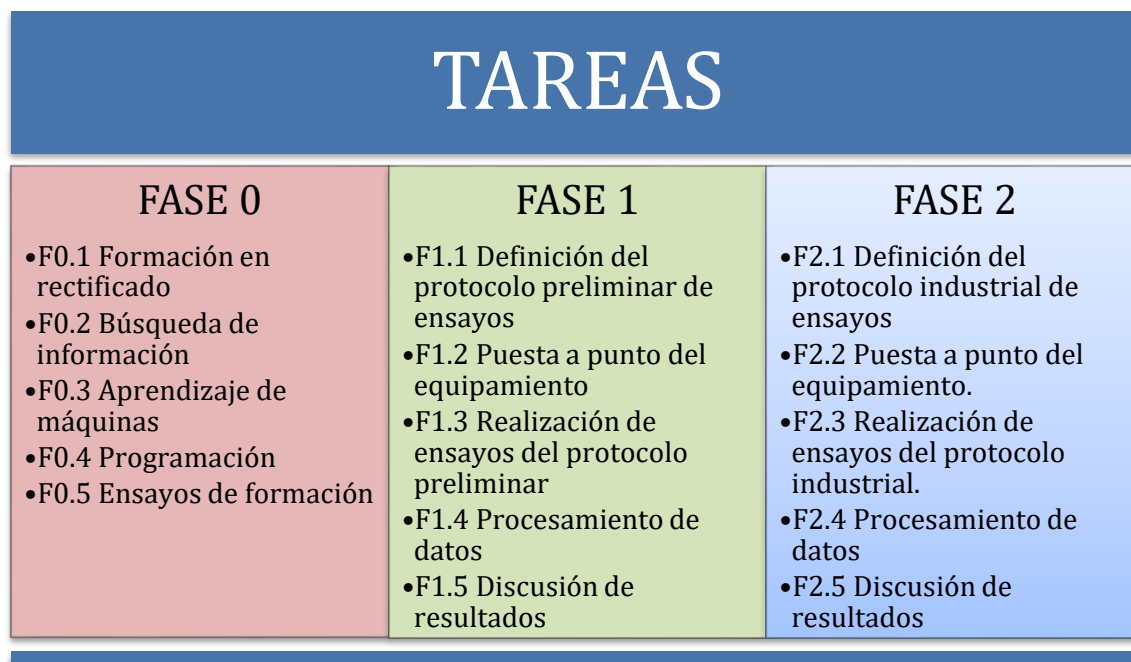 TAREAS
FASE 0
•F0.1 Formación en
rectificado
•F0.2 Búsqueda de
información
•F0.3 Aprendizaje de
máquinas
•F0.4 Programación
•F0.5 Ensayos de formación
FASE 1
•F1.1 Definición del
protocolo preliminar de
ensayos
•F1.2 Puesta a punto del
equipamiento
•F1.3 Realización de
ensayos del protocolo
preliminar
•F1.4 Procesamiento de
datos
•F1.5 Discusión de
resultados
FASE 2
•F2.1 Definición del
protocolo industrial de
ensayos
•F2.2 Puesta a punto del
equipamiento.
•F2.3 Realización de
ensayos del protocolo
industrial.
•F2.4 Procesamiento de
datos
•F2.5 Discusión de
resultados